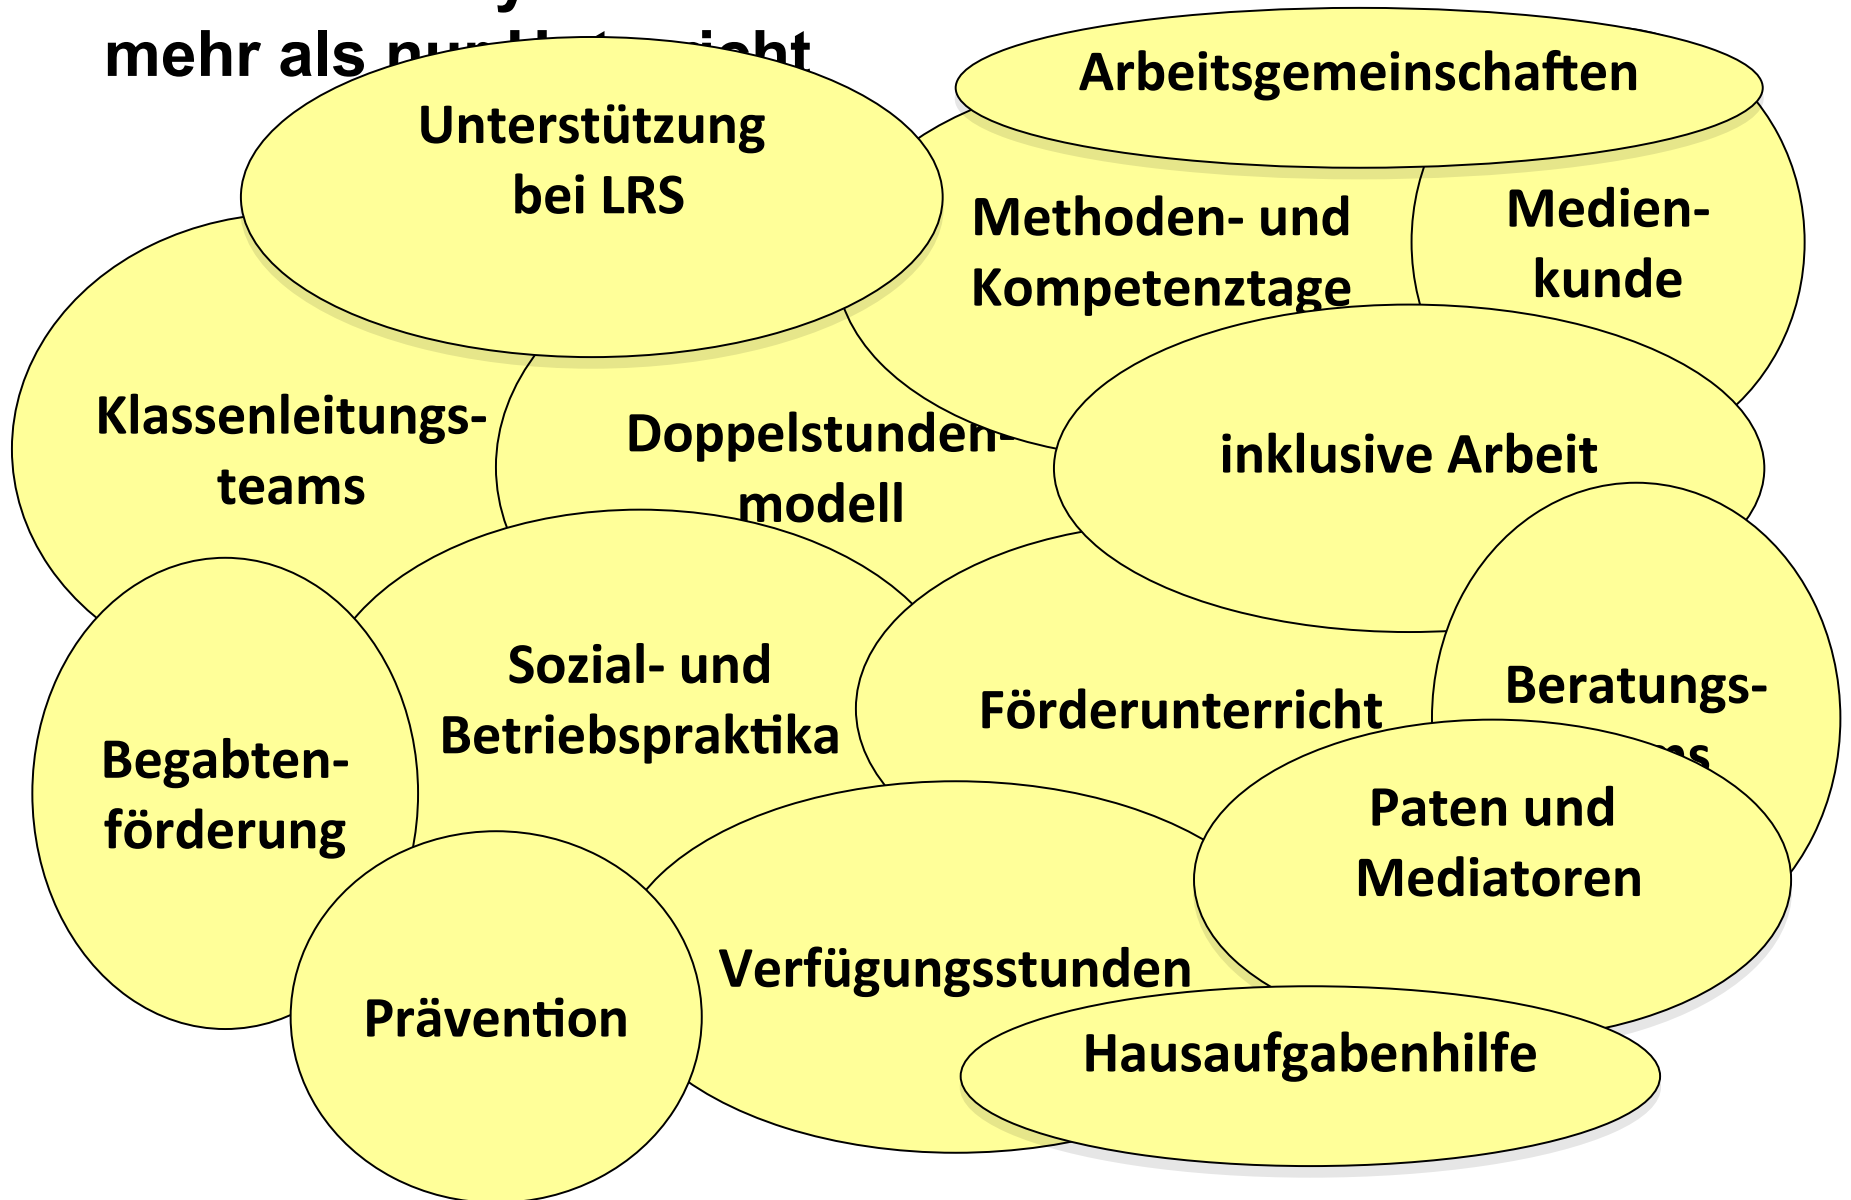 mehr als
Arbeitsgemeinschaften
Unterstützung
bei LRS
Methoden- und
Kompetenztage
Medien-
kunde
Klassenleitungs-
teams
Doppelstunden-
modell
inklusive Arbeit
Sozial- und
Betriebspraktika
Förderunterricht
Beratungs-
Begabten-
förderung
Paten und
Mediatoren
Verfügungsstunden
Prävention
Hausaufgabenhilfe